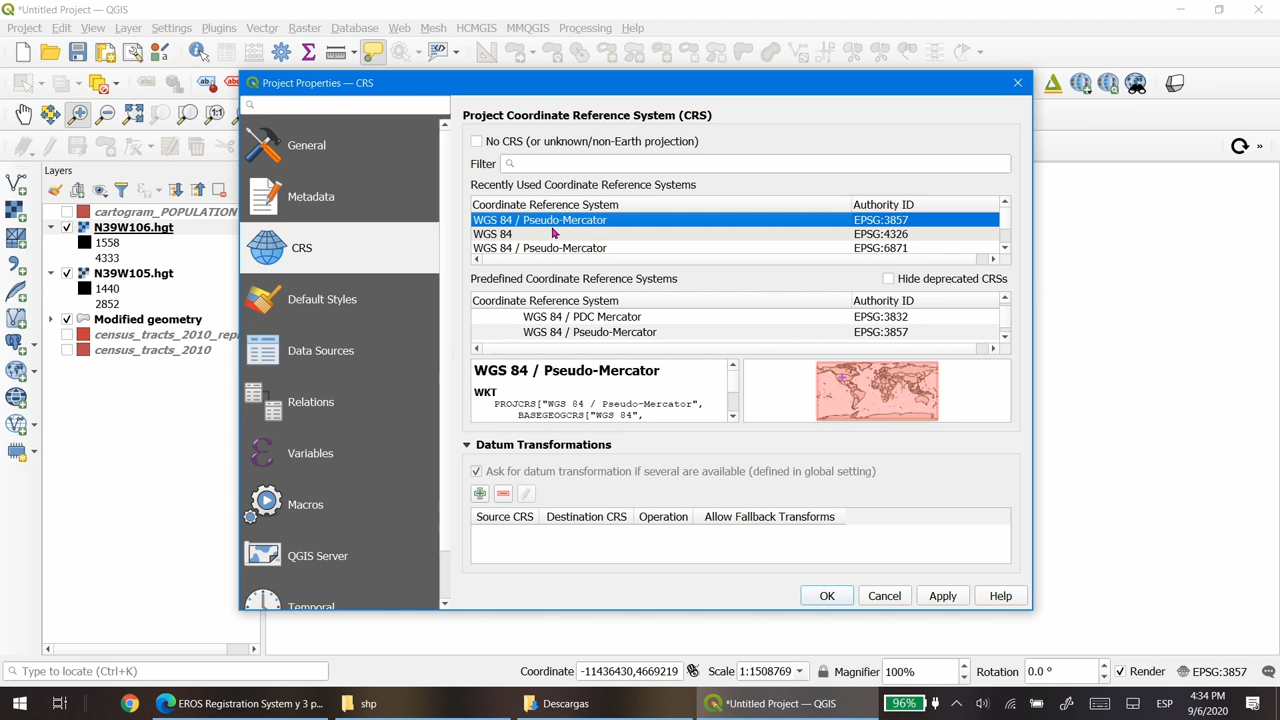 *Untitled Project — QGIS
Project Edit View Layer Settings Plugins Vector Raster Database Web Mesh HCMGIS MMQGIS Processing Help
Project Properties — CRS
General
Metadata
CRS
Default Styles
Data Sources
Relations
Variables
Macros
QGIS Server
Temporal
Project Coordinate Reference System (CRS)
No CRS (or unknown/non-Earth projection)
Filter
Recently Used Coordinate Reference Systems
Coordinate Reference System Authority ID
WGS 84 / Pseudo-Mercator EPSG:3857
WGS 84 EPSG:4326
WGS 84 / Pseudo-Mercator EPSG:6871
Predefined Coordinate Reference Systems Hide deprecated CRSs
Coordinate Reference System Authority ID
WGS 84 / PDC Mercator EPSG:3832
WGS 84 / Pseudo-Mercator EPSG:3857
WGS 84 / Pseudo-Mercator
WKT
PROJCRS["WGS 84 / Pseudo-Mercator",
BASEGEOGCRS["WGS 84",
Datum Transformations
Ask for datum transformation if several are available (defined in global setting)
Source CRS Destination CRS Operation Allow Fallback Transforms
OK Cancel Apply Help
Layers
cartogram_POPULATION
N39W106.hgt
1558
4333
N39W105.hgt
1440
2852
Modified geometry
census_tracts_2010_rep
census_tracts_2010
Type to locate (Ctrl+K) Coordinate -11436430,4669219 Scale 1:1508769 Magnifier 100% Rotation 0.0 ° Render EPSG:3857
EROS Registration System y 3 p... shp Descargas *Untitled Project — QGIS 96% ESP 4:34 PM
9/6/2020